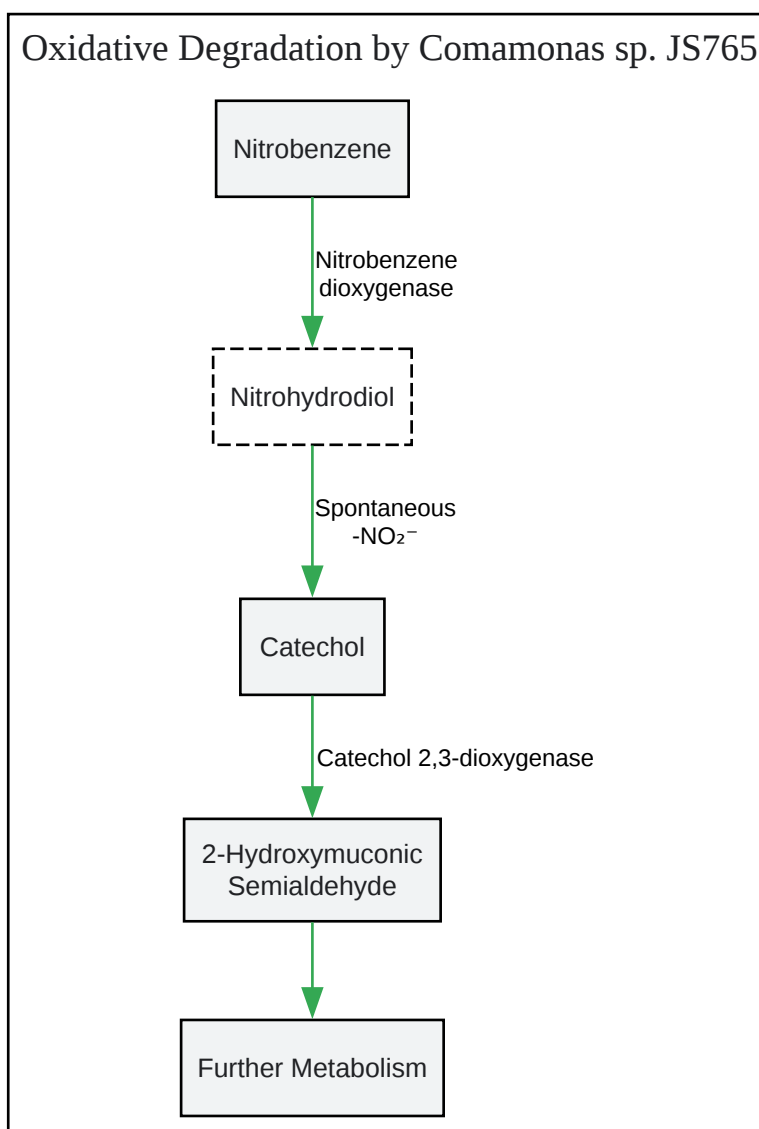 Oxidative Degradation by Comamonas sp. JS765
Nitrobenzene
Nitrobenzene
dioxygenase
Nitrohydrodiol
Spontaneous
-NO₂⁻
Catechol
Catechol 2,3-dioxygenase
2-Hydroxymuconic
Semialdehyde
Further Metabolism